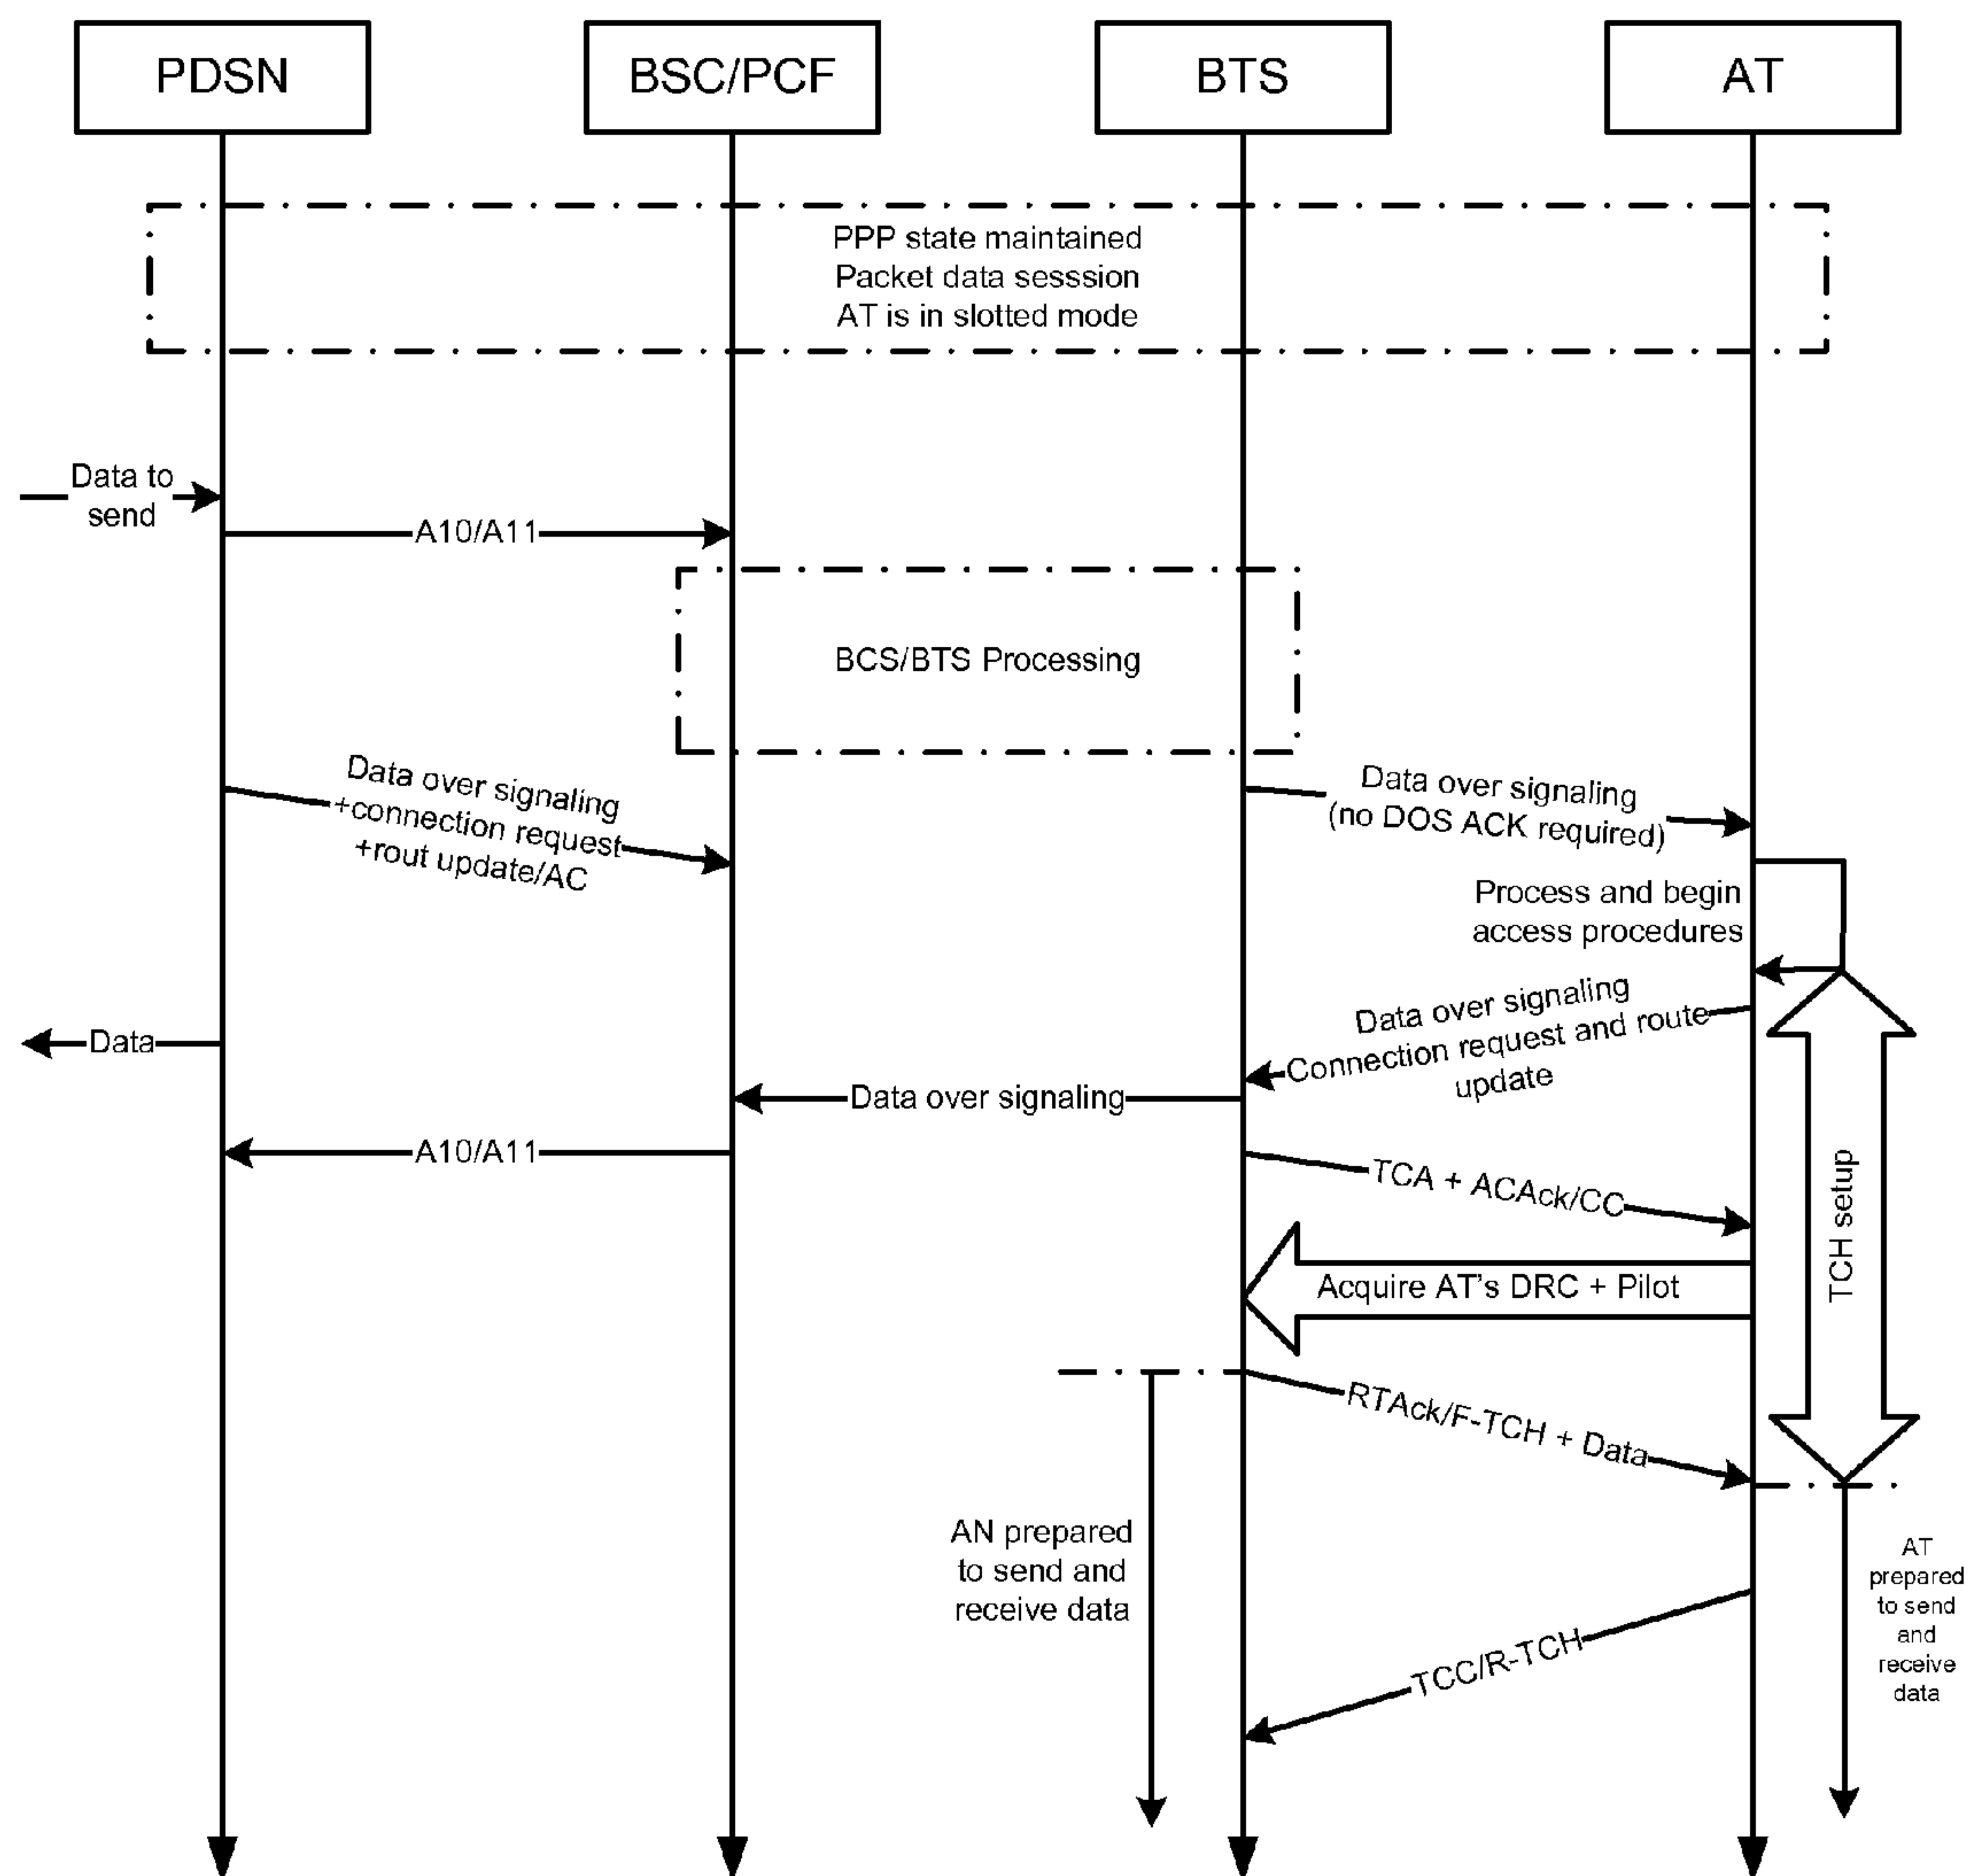 PDSN
BSC/PCF
BTS
AT
PPP state maintained
Packet data sesssion
AT is in slotted mode
Data to
send
A10/A11
BCS/BTS Processing
Data over signaling
+connection request
+rout update/AC
Data over signaling
(no DOS ACK required)
Process and begin
access procedures
Data over signaling
Connection request and route
update
Data
Data over signaling
A10/A11
TCA + ACAck/CC
TCH setup
Acquire AT's DRC + Pilot
RTAck/F-TCH + Data
AN prepared
to send and
receive data
AT
prepared
to send
and
receive
data
TCC/R-TCH